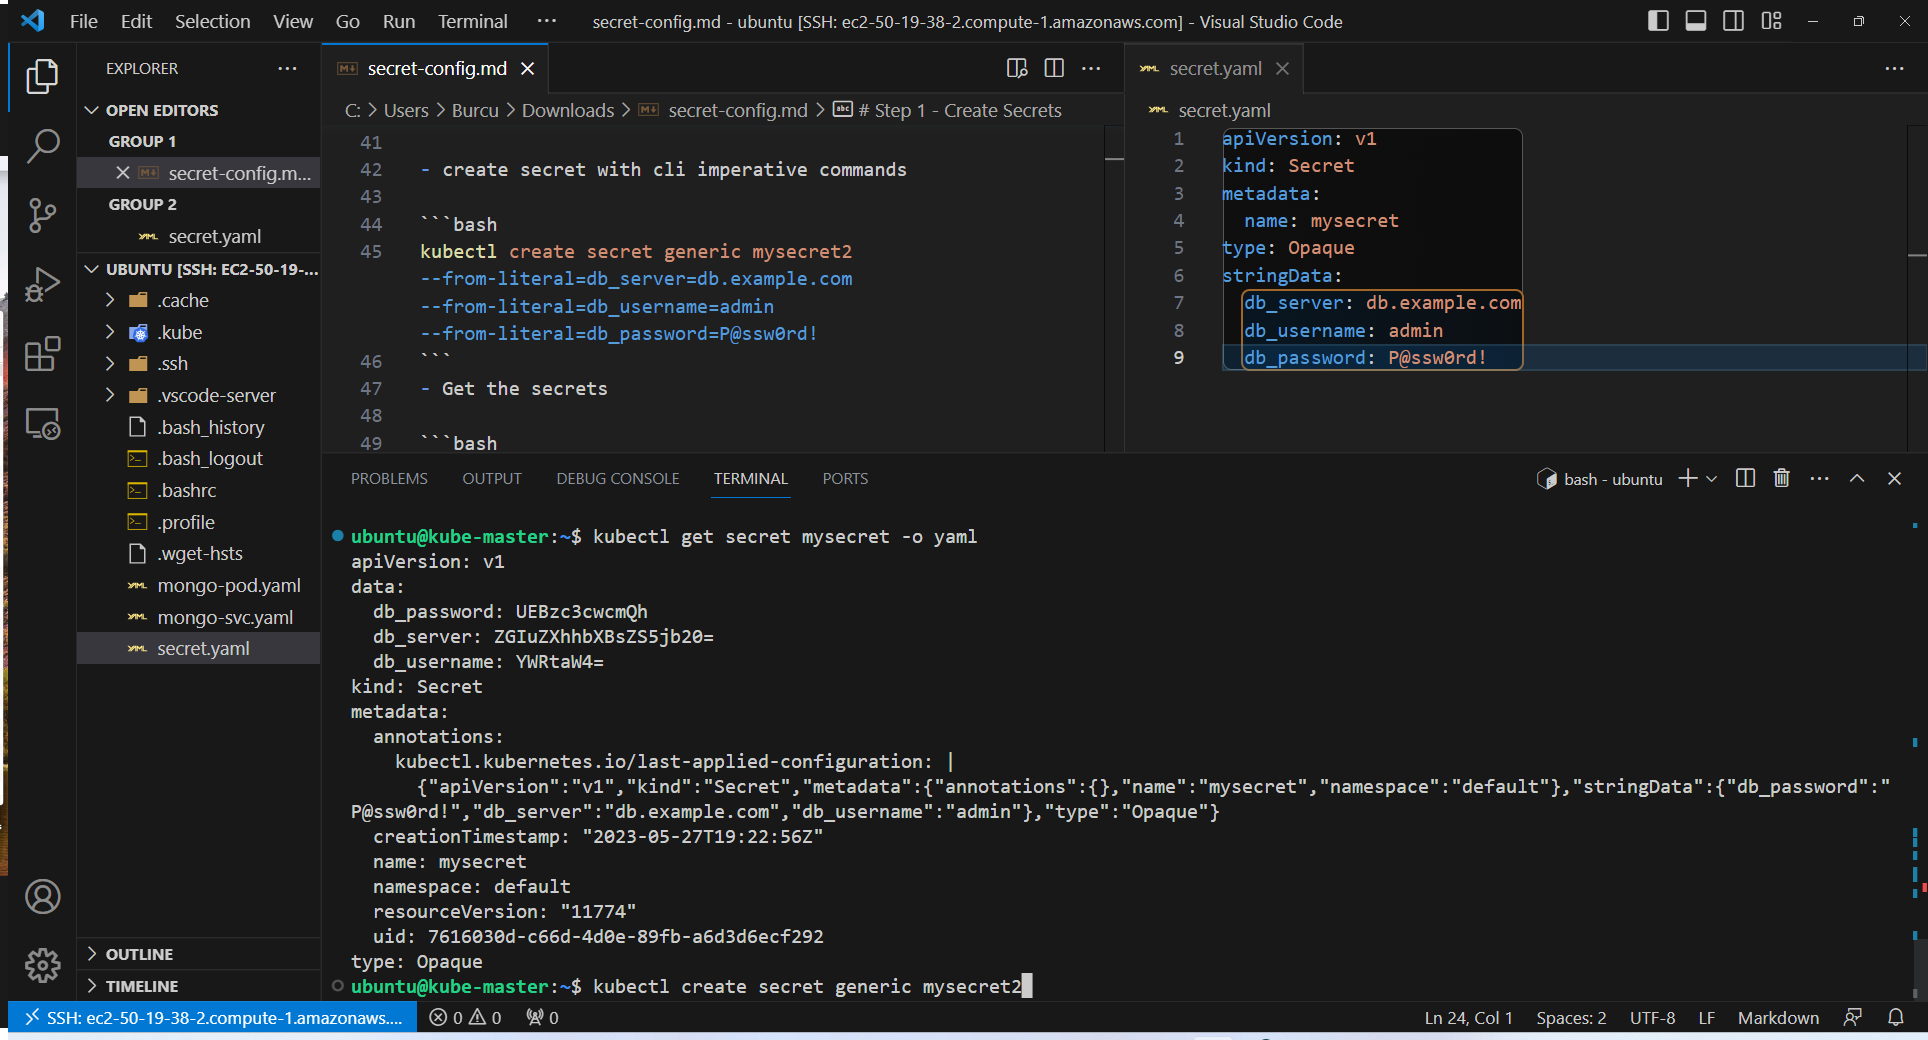 File Edit Selection View Go Run Terminal ··· secret-config.md - ubuntu [SSH: ec2-50-19-38-2.compute-1.amazonaws.com] - Visual Studio Code
EXPLORER ···
OPEN EDITORS
GROUP 1
secret-config.m...
GROUP 2
secret.yaml
UBUNTU [SSH: EC2-50-19-...
.cache
.kube
.ssh
.vscode-server
.bash_history
.bash_logout
.bashrc
.profile
.wget-hsts
mongo-pod.yaml
mongo-svc.yaml
secret.yaml
OUTLINE
TIMELINE
secret-config.md
C: > Users > Burcu > Downloads > secret-config.md > abc # Step 1 - Create Secrets
41
42 - create secret with cli imperative commands
43
44 ```bash
45 kubectl create secret generic mysecret2
--from-literal=db_server=db.example.com
--from-literal=db_username=admin
--from-literal=db_password=P@ssw0rd!
46 ```
47 - Get the secrets
48
49 ```bash
secret.yaml
secret.yaml
1 apiVersion: v1
2 kind: Secret
3 metadata:
4 name: mysecret
5 type: Opaque
6 stringData:
7 db_server: db.example.com
8 db_username: admin
9 db_password: P@ssw0rd!
PROBLEMS OUTPUT DEBUG CONSOLE TERMINAL PORTS bash - ubuntu
ubuntu@kube-master:~$ kubectl get secret mysecret -o yaml
apiVersion: v1
data:
db_password: UEBzc3cwcmQh
db_server: ZGIuZXhhbXBsZS5jb20=
db_username: YWRtaW4=
kind: Secret
metadata:
annotations:
kubectl.kubernetes.io/last-applied-configuration: |
{"apiVersion":"v1","kind":"Secret","metadata":{"annotations":{},"name":"mysecret","namespace":"default"},"stringData":{"db_password":"
P@ssw0rd!","db_server":"db.example.com","db_username":"admin"},"type":"Opaque"}
creationTimestamp: "2023-05-27T19:22:56Z"
name: mysecret
namespace: default
resourceVersion: "11774"
uid: 7616030d-c66d-4d0e-89fb-a6d3d6ecf292
type: Opaque
ubuntu@kube-master:~$ kubectl create secret generic mysecret2
SSH: ec2-50-19-38-2.compute-1.amazonaws.... 0 0 0 Ln 24, Col 1 Spaces: 2 UTF-8 LF Markdown